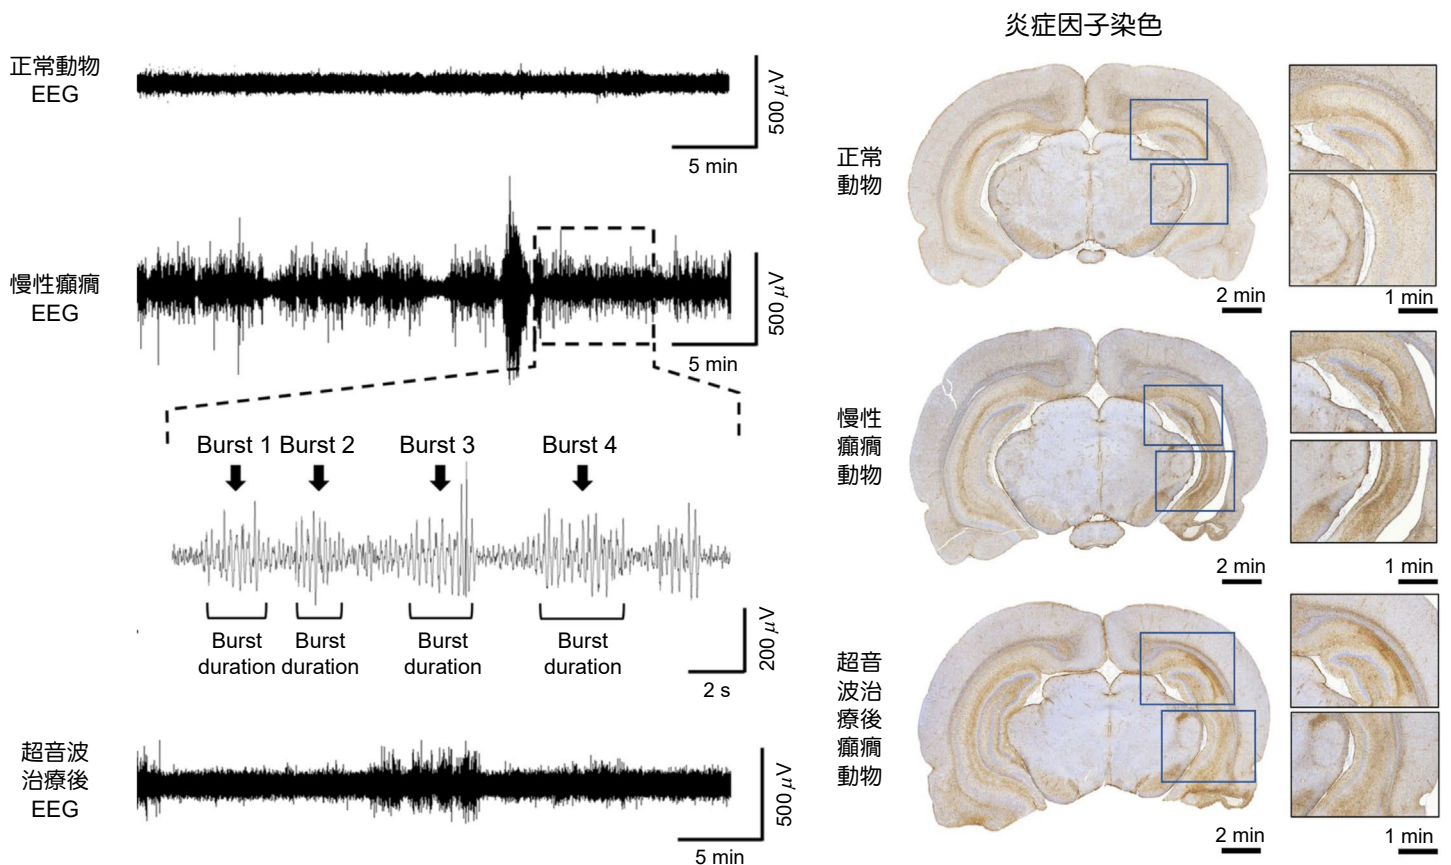 正常動物
EEG
500 μV
5 min
慢性癲癇
EEG
500 μV
5 min
Burst 1 Burst 2 Burst 3 Burst 4
Burst
duration
Burst
duration
Burst
duration
Burst
duration
200 μV
2 s
超音波
治療後
EEG
500 μV
5 min
炎症因子染色
正常
動物
2 min
1 min
慢性
癲癇
動物
2 min
1 min
超音
波治
療後
癲癇
動物
2 min
1 min